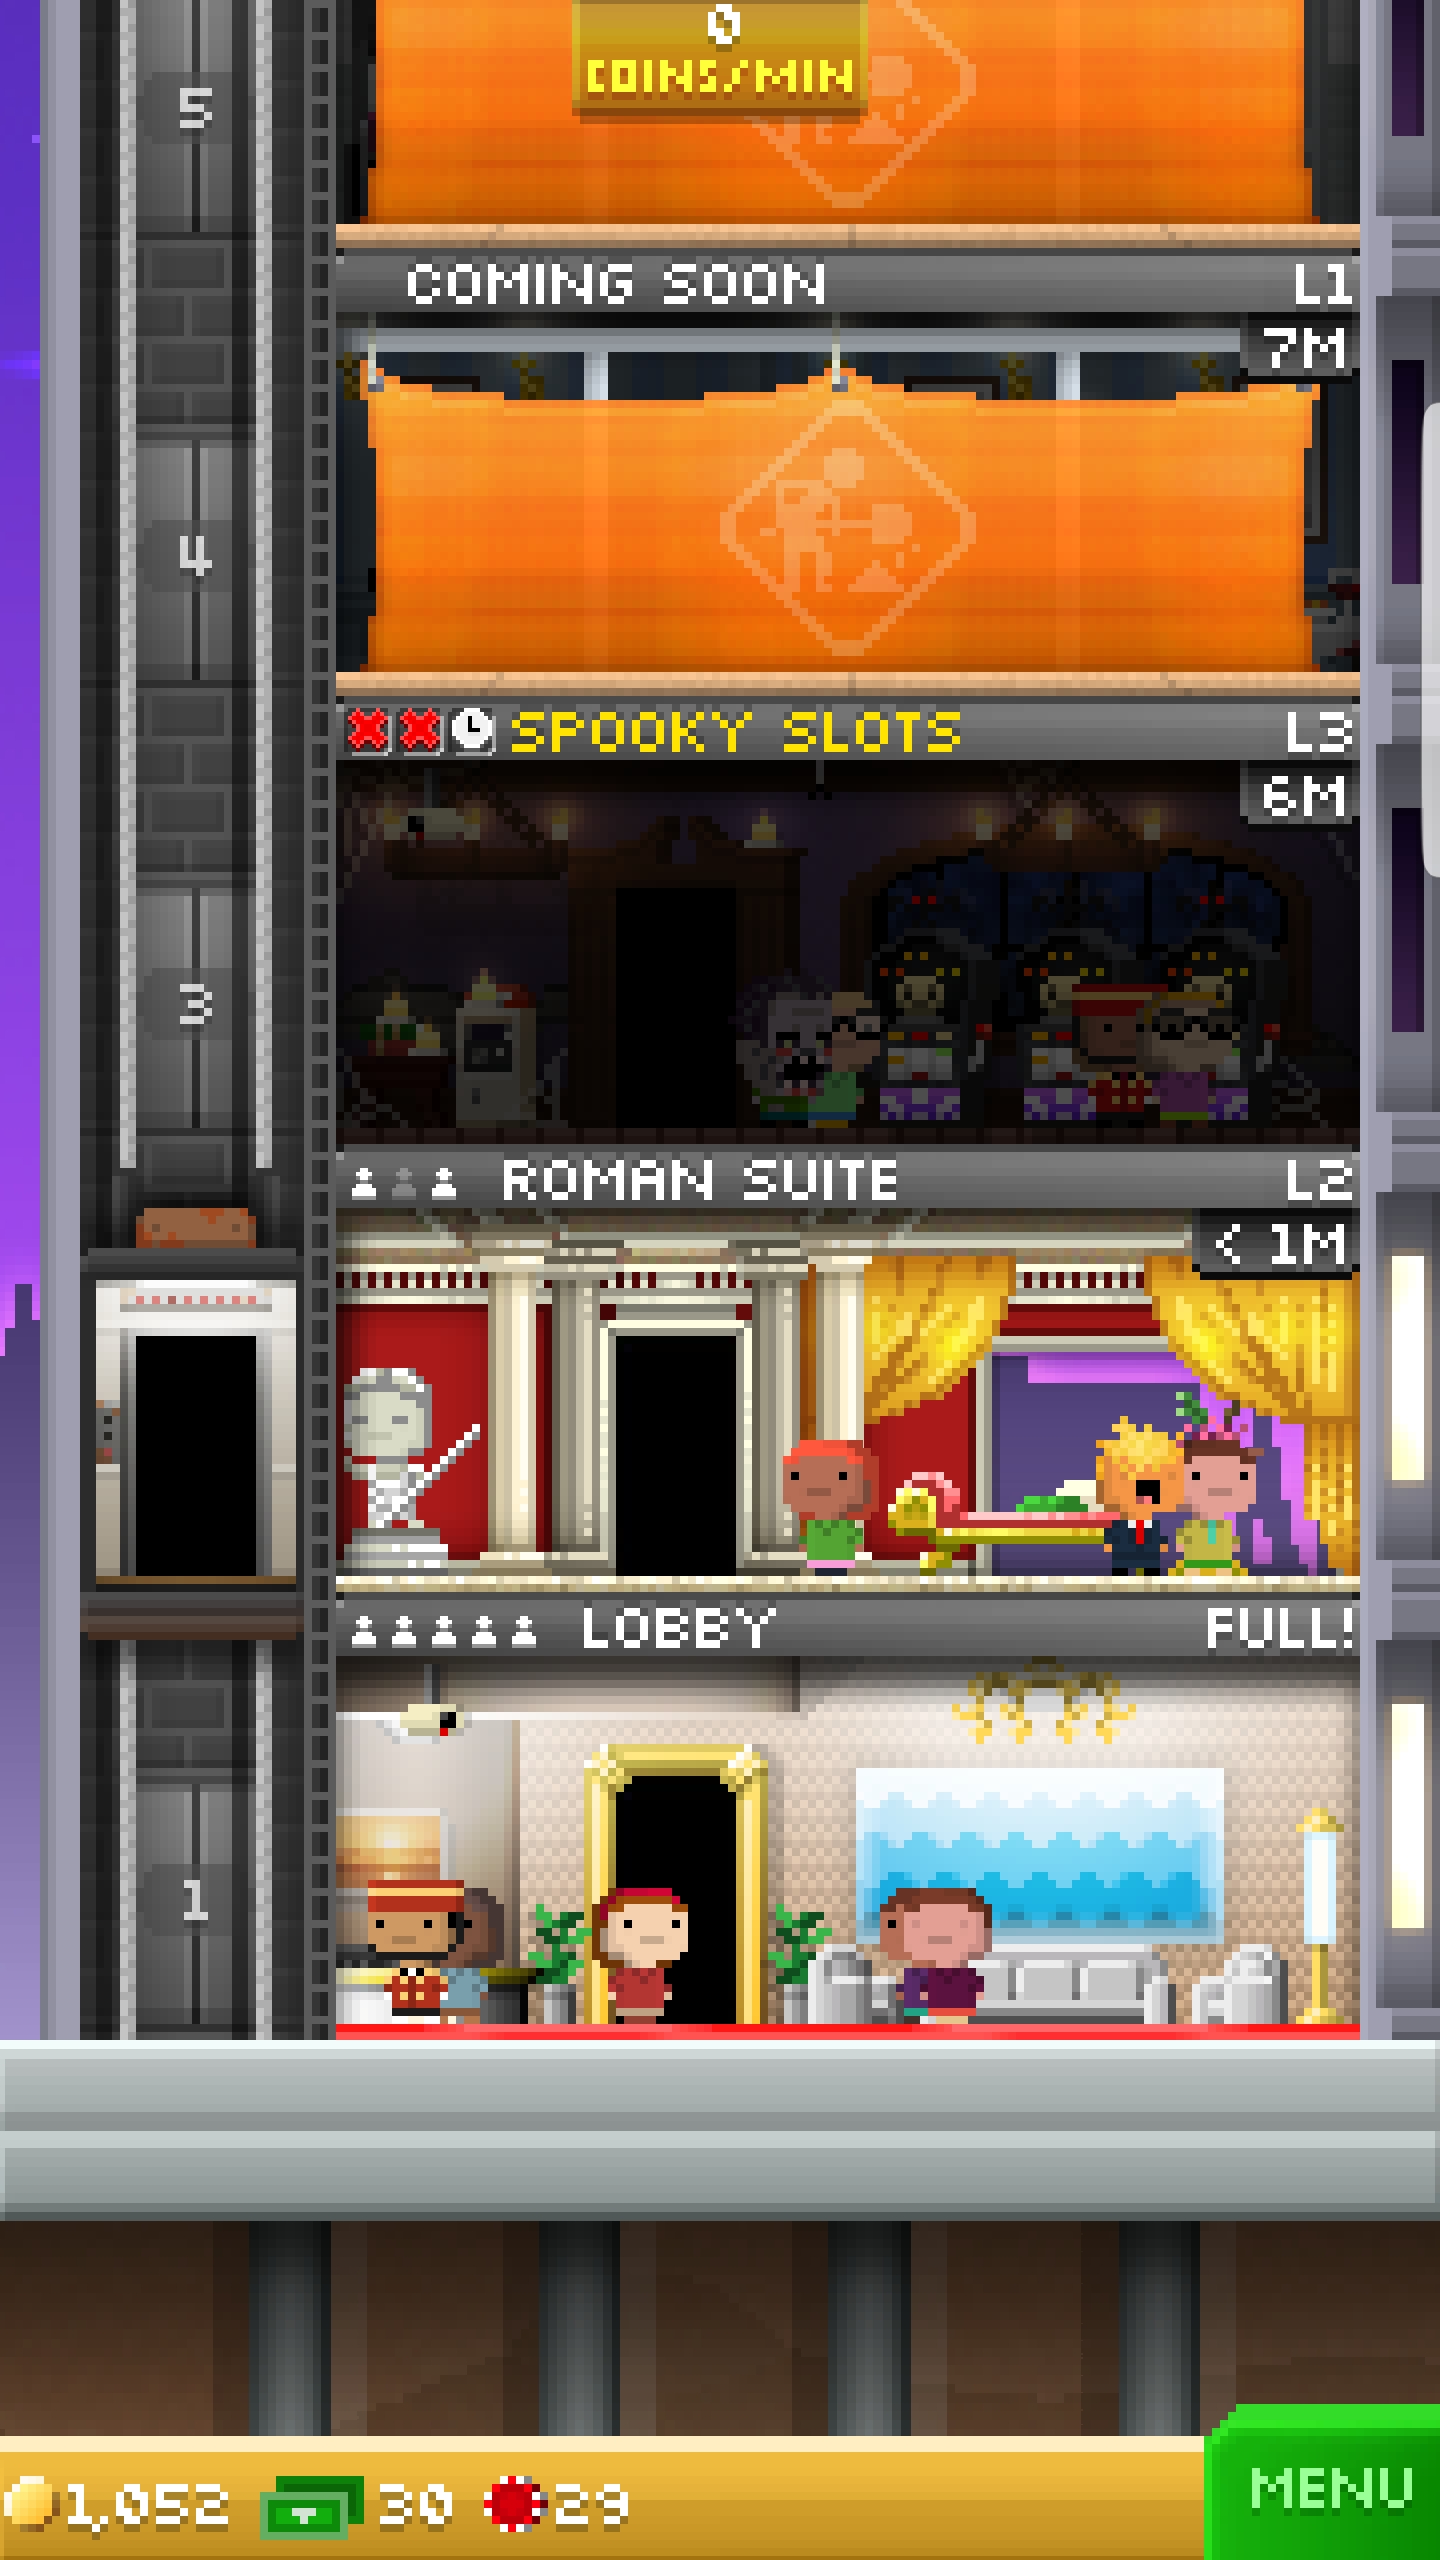 0
COINS/MIN
5
COMING SOON L1
7M
4
SPOOKY SLOTS L3
6M
3
ROMAN SUITE L2
< 1M
LOBBY FULL!
1
1,052 30 29
MENU